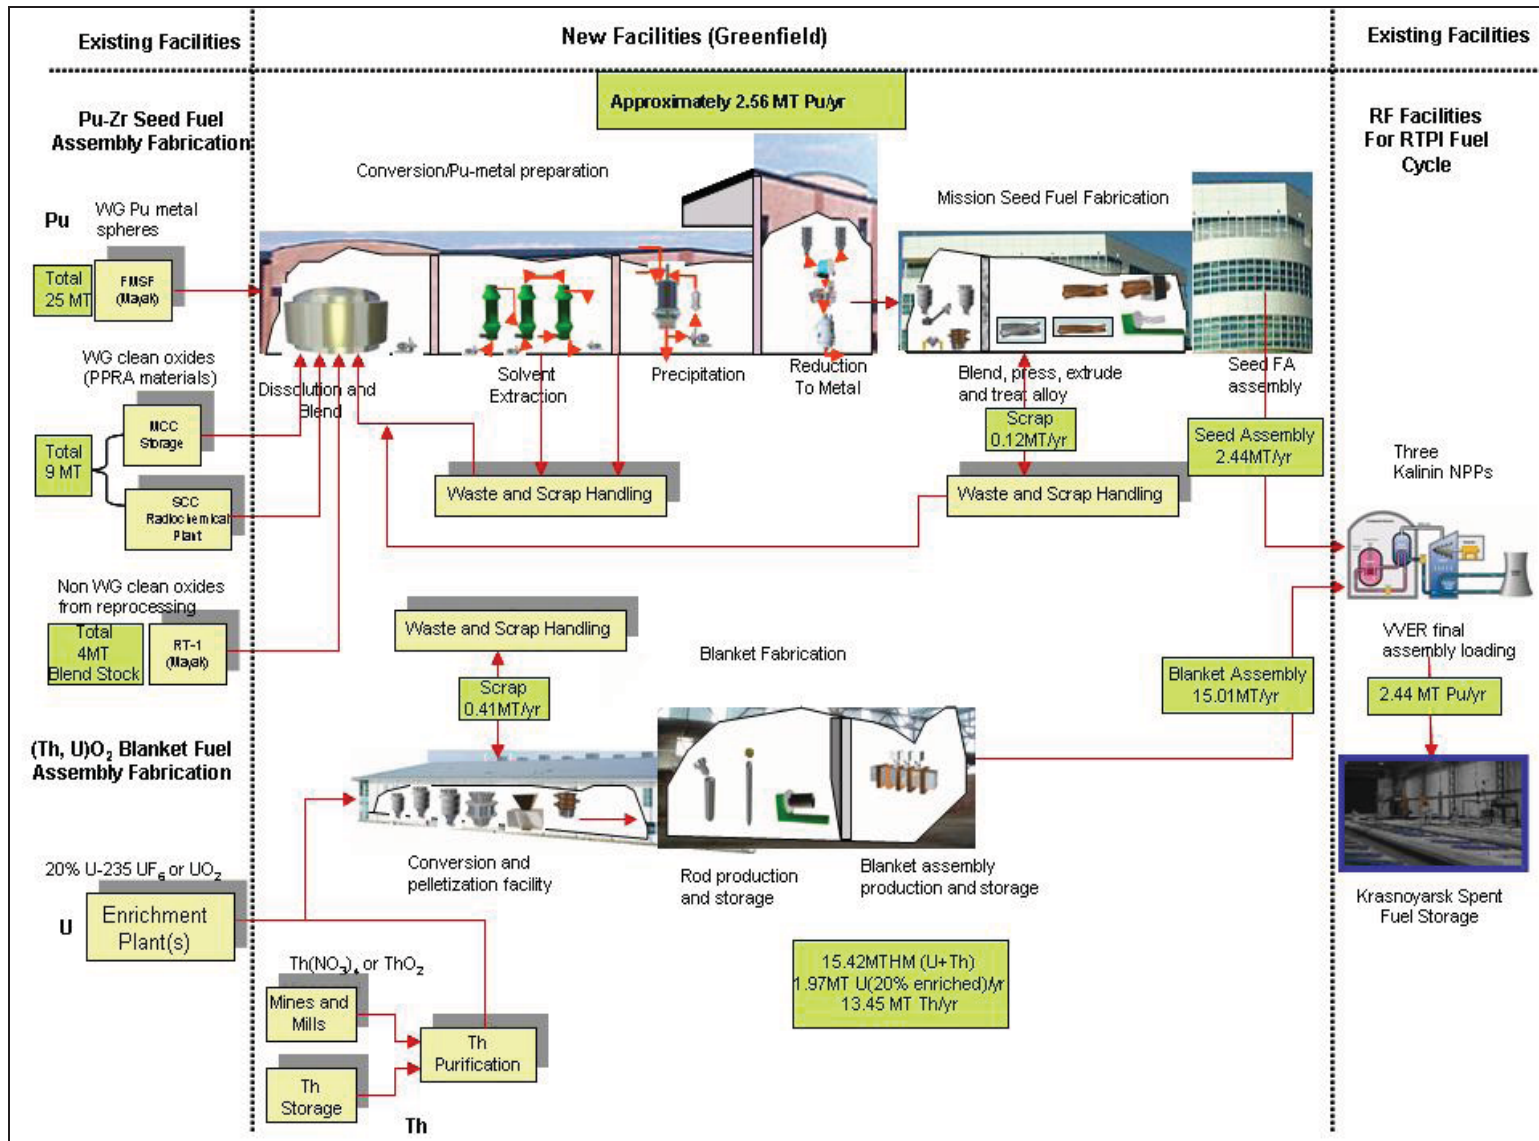 Existing Facilities
New Facilities (Greenfield)
Existing Facilities
Approximately 2.56 MT Pu/yr
Pu-Zr Seed Fuel
Assembly Fabrication
RF Facilities
For RTPI Fuel
Cycle
Conversion/Pu-metal preparation
Mission Seed Fuel Fabrication
Pu
WG Pu metal
spheres
Total
25 MT
FMSF
(Mayak)
WG clean oxides
(PPRA materials)
Dissolution and
Blend
Solvent
Extraction
Precipitation
Reduction
To Metal
Blend, press, extrude
and treat alloy
Seed FA
assembly
Total
9 MT
MCC
Storage
SCC
Radiochemical
Plant
Scrap
0.12MT/yr
Seed Assembly
2.44MT/yr
Waste and Scrap Handling
Waste and Scrap Handling
Three
Kalinin NPPs
Non WG clean oxides
from reprocessing
Total
4MT
Blend Stock
RT-1
(Mayak)
Waste and Scrap Handling
Scrap
0.41MT/yr
Blanket Fabrication
Blanket Assembly
15.01MT/yr
VVER final
assembly loading
2.44 MT Pu/yr
(Th, U)O₂ Blanket Fuel
Assembly Fabrication
Conversion and
pelletization facility
Rod production
and storage
Blanket assembly
production and storage
Krasnoyarsk Spent
Fuel Storage
20% U-235 UF₆ or UO₂
U
Enrichment
Plant(s)
15.42MTHM (U+Th)
1.97MT U(20% enriched)/yr
13.45 MT Th/yr
Th(NO₃)₄ or ThO₂
Mines and
Mills
Th
Purification
Th
Storage
Th